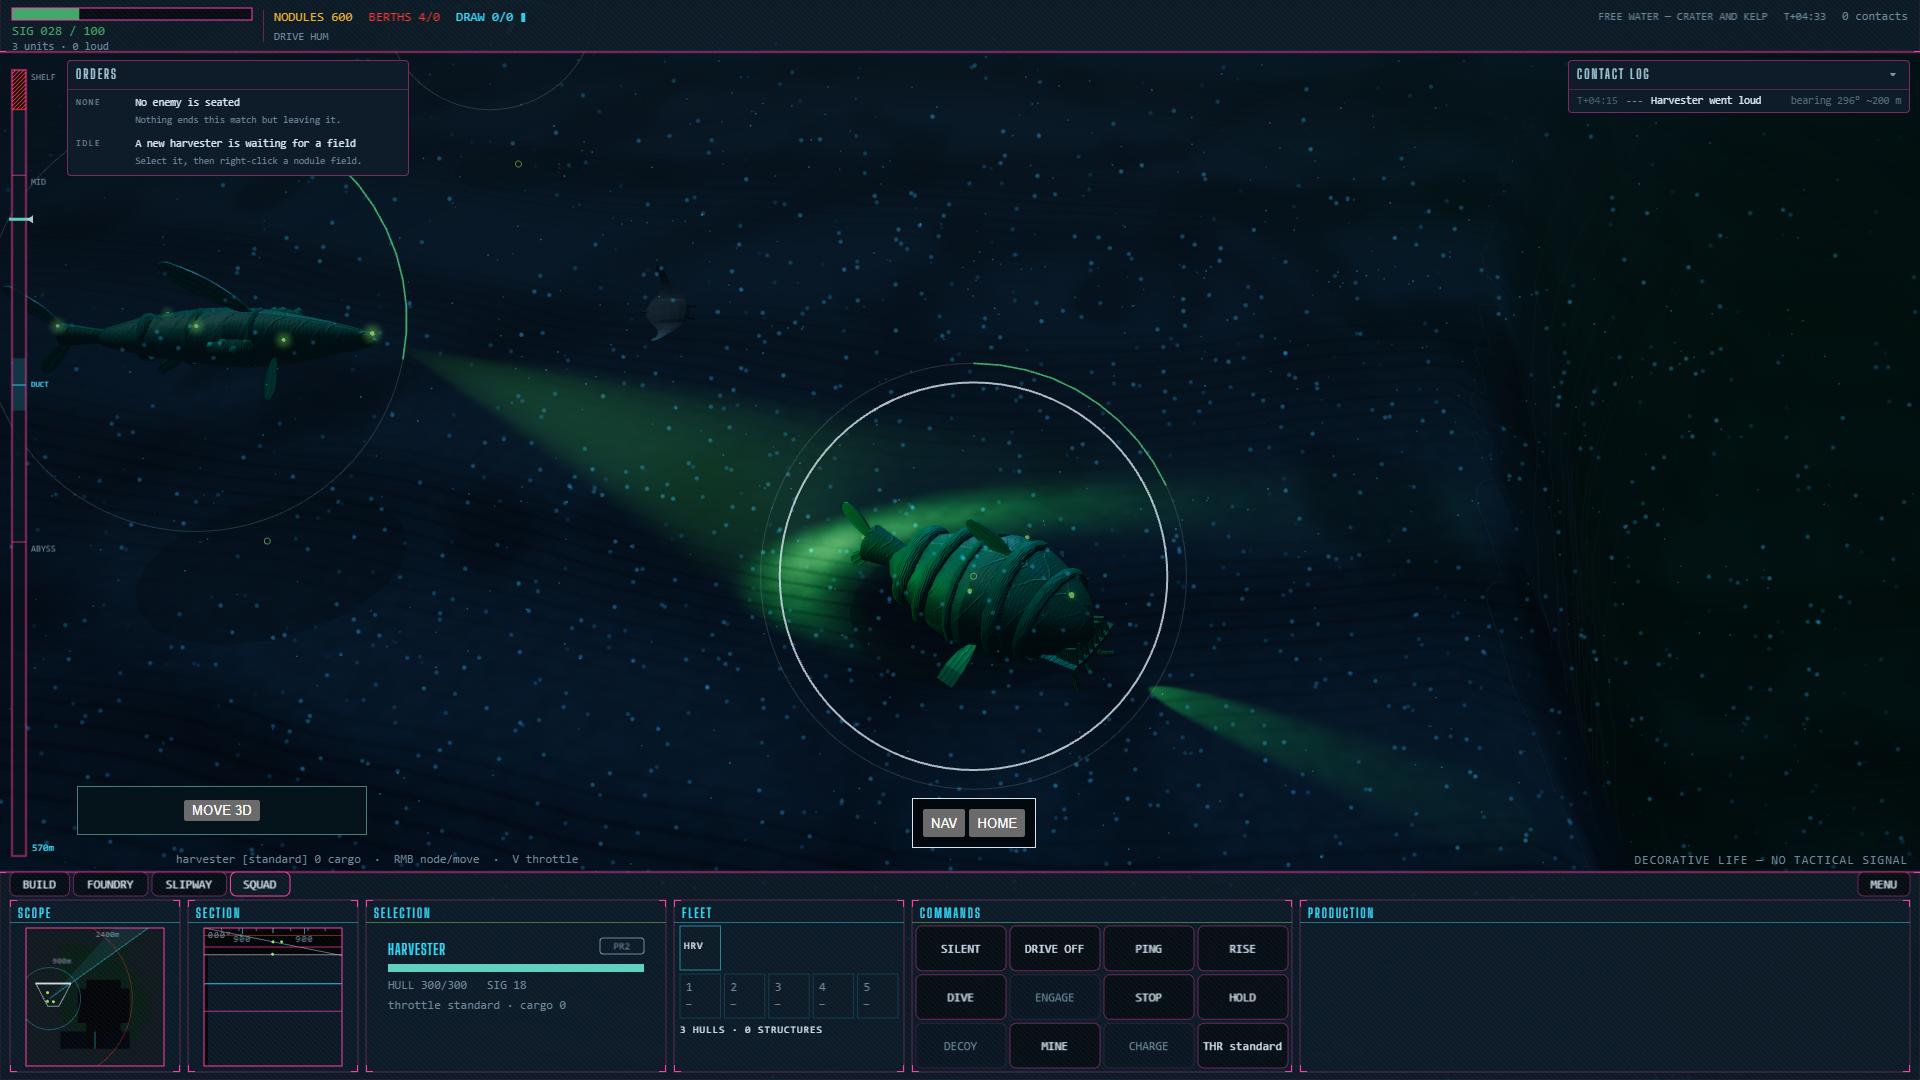 SIG 028 / 100
3 units · 0 loud
NODULES 600 BERTHS 4/0 DRAW 0/0
DRIVE HUM
FREE WATER — CRATER AND KELP T+04:33 0 contacts
SHELF
MID
DUCT
ABYSS
570m
ORDERS
NONE No enemy is seated
Nothing ends this match but leaving it.
IDLE A new harvester is waiting for a field
Select it, then right-click a nodule field.
CONTACT LOG
T+04:15 --- Harvester went loud bearing 296° ~200 m
MOVE 3D
NAV HOME
harvester [standard] 0 cargo · RMB node/move · V throttle
DECORATIVE LIFE — NO TACTICAL SIGNAL
BUILD FOUNDRY SLIPWAY SQUAD
MENU
SCOPE
2400m
900m
SECTION
000°
900 900
SELECTION
HARVESTER PR2
HULL 300/300 SIG 18
throttle standard · cargo 0
FLEET
HRV
1 2 3 4 5
– – – – –
3 HULLS · 0 STRUCTURES
COMMANDS
SILENT DRIVE OFF PING RISE
DIVE ENGAGE STOP HOLD
DECOY MINE CHARGE THR standard
PRODUCTION